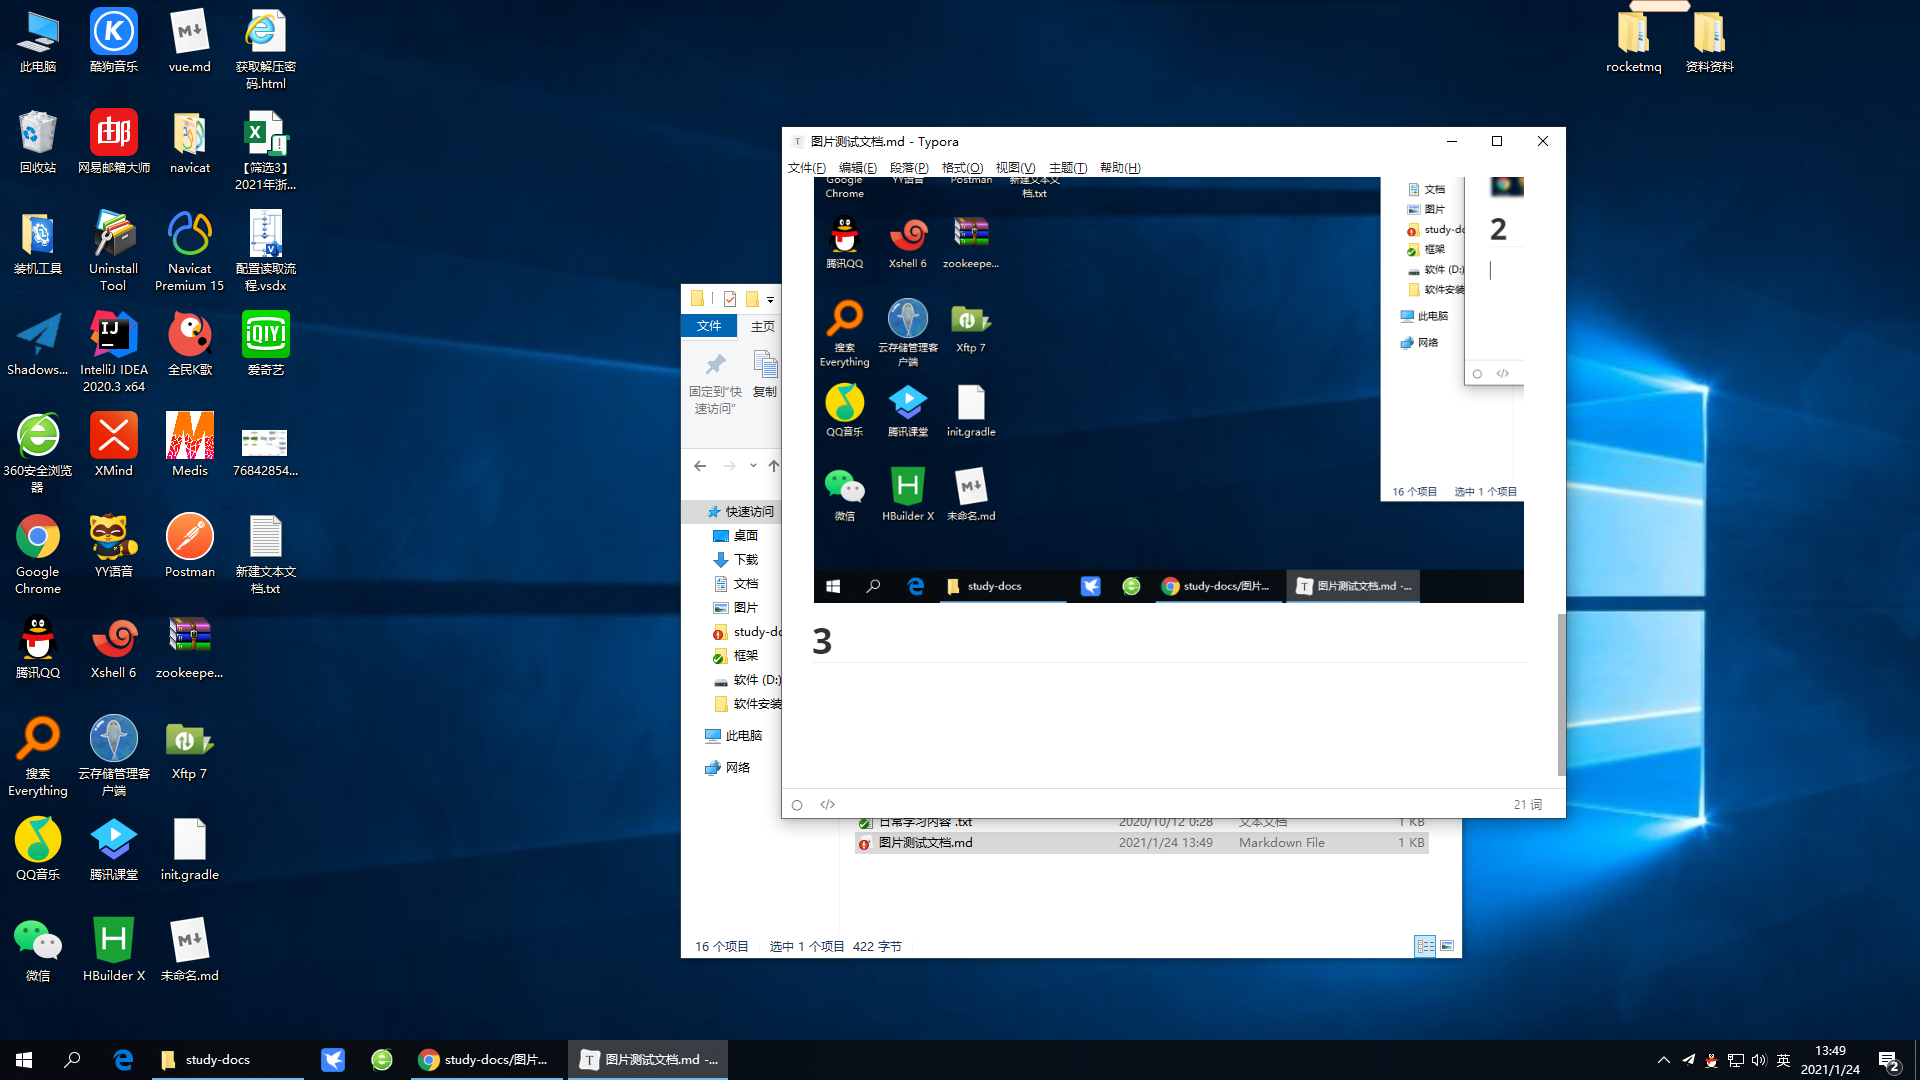 此电脑
酷狗音乐
vue.md
获取解压密
码.html
回收站
网易邮箱大师
navicat
【筛选3】
2021年浙...
装机工具
Uninstall
Tool
Navicat
Premium 15
配置读取流
程.vsdx
Shadows...
IntelliJ IDEA
2020.3 x64
全民K歌
爱奇艺
360安全浏览
器
XMind
Medis
76842854...
Google
Chrome
YY语音
Postman
新建文本文
档.txt
腾讯QQ
Xshell 6
zookeepe...
搜索
Everything
云存储管理客
户端
Xftp 7
QQ音乐
腾讯课堂
init.gradle
微信
HBuilder X
未命名.md
rocketmq
资料资料
图片测试文档.md - Typora
文件(F) 编辑(E) 段落(P) 格式(O) 视图(V) 主题(T) 帮助(H)
Google
Chrome
YY语音
Postman
新建文本文
档.txt
腾讯QQ
Xshell 6
zookeepe...
搜索
Everything
云存储管理客
户端
Xftp 7
QQ音乐
腾讯课堂
init.gradle
微信
HBuilder X
未命名.md
文档
图片
study-do
框架
软件 (D:)
软件安装
此电脑
网络
2
16 个项目 选中 1 个项目
study-docs
study-docs/图片...
图片测试文档.md -...
3
21 词
文件 主页
固定到"快
速访问"
复制
快速访问
桌面
下载
文档
图片
study-do
框架
软件 (D:)
软件安装
此电脑
网络
日常学习内容 .txt 2020/10/12 0:28 文本文档 1 KB
图片测试文档.md 2021/1/24 13:49 Markdown File 1 KB
16 个项目 选中 1 个项目 422 字节
study-docs
study-docs/图片...
图片测试文档.md -...
英
13:49
2021/1/24
2